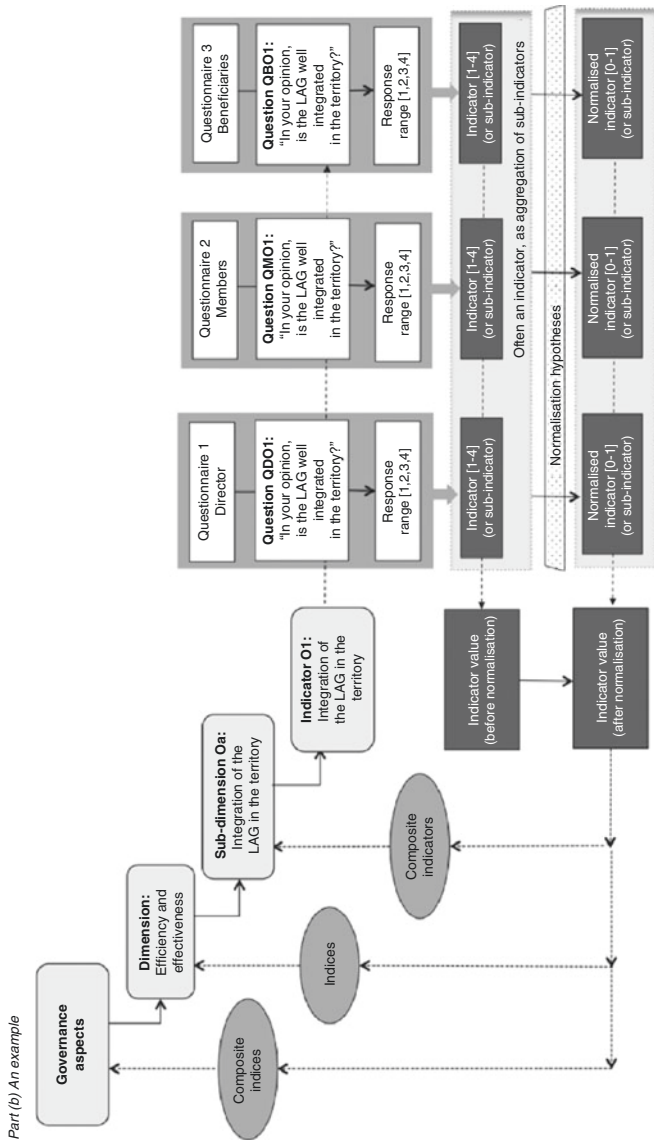 Part (b) An example
Governance
aspects
Dimension:
Efficiency and
effectiveness
Sub-dimension Oa:
Integration of the
LAG in the territory
Indicator O1:
Integration of
the LAG in the
territory
Composite
indices
Indices
Composite
indicators
Questionnaire 1
Director
Question QDO1:
“In your opinion,
is the LAG well
integrated
in the territory?”
Response
range [1,2,3,4]
Questionnaire 2
Members
Question QMO1:
“In your opinion,
is the LAG well
integrated
in the territory?”
Response
range [1,2,3,4]
Questionnaire 3
Beneficiaries
Question QBO1:
“In your opinion,
is the LAG well
integrated
in the territory?”
Response
range [1,2,3,4]
Indicator value
(before normalisation)
Indicator [1-4]
(or sub-indicator)
Indicator [1-4]
(or sub-indicator)
Indicator [1-4]
(or sub-indicator)
Often an indicator, as aggregation of sub-indicators
Normalisation hypotheses
Indicator value
(after normalisation)
Normalised
indicator [0-1]
(or sub-indicator)
Normalised
indicator [0-1]
(or sub-indicator)
Normalised
indicator [0-1]
(or sub-indicator)